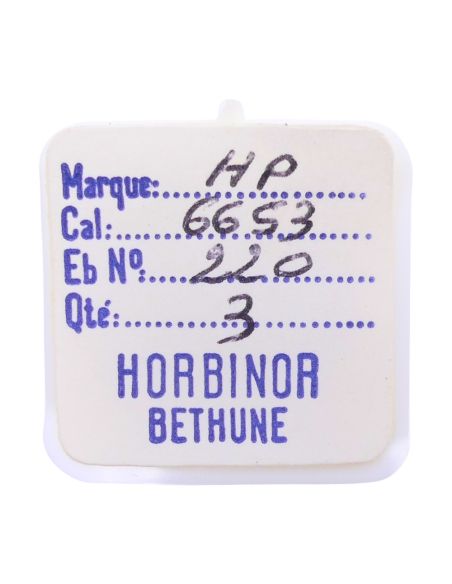 Marque: HP
Cal: 6653
Eb Nº: 220
Qté: 3
HORBINOR
BETHUNE